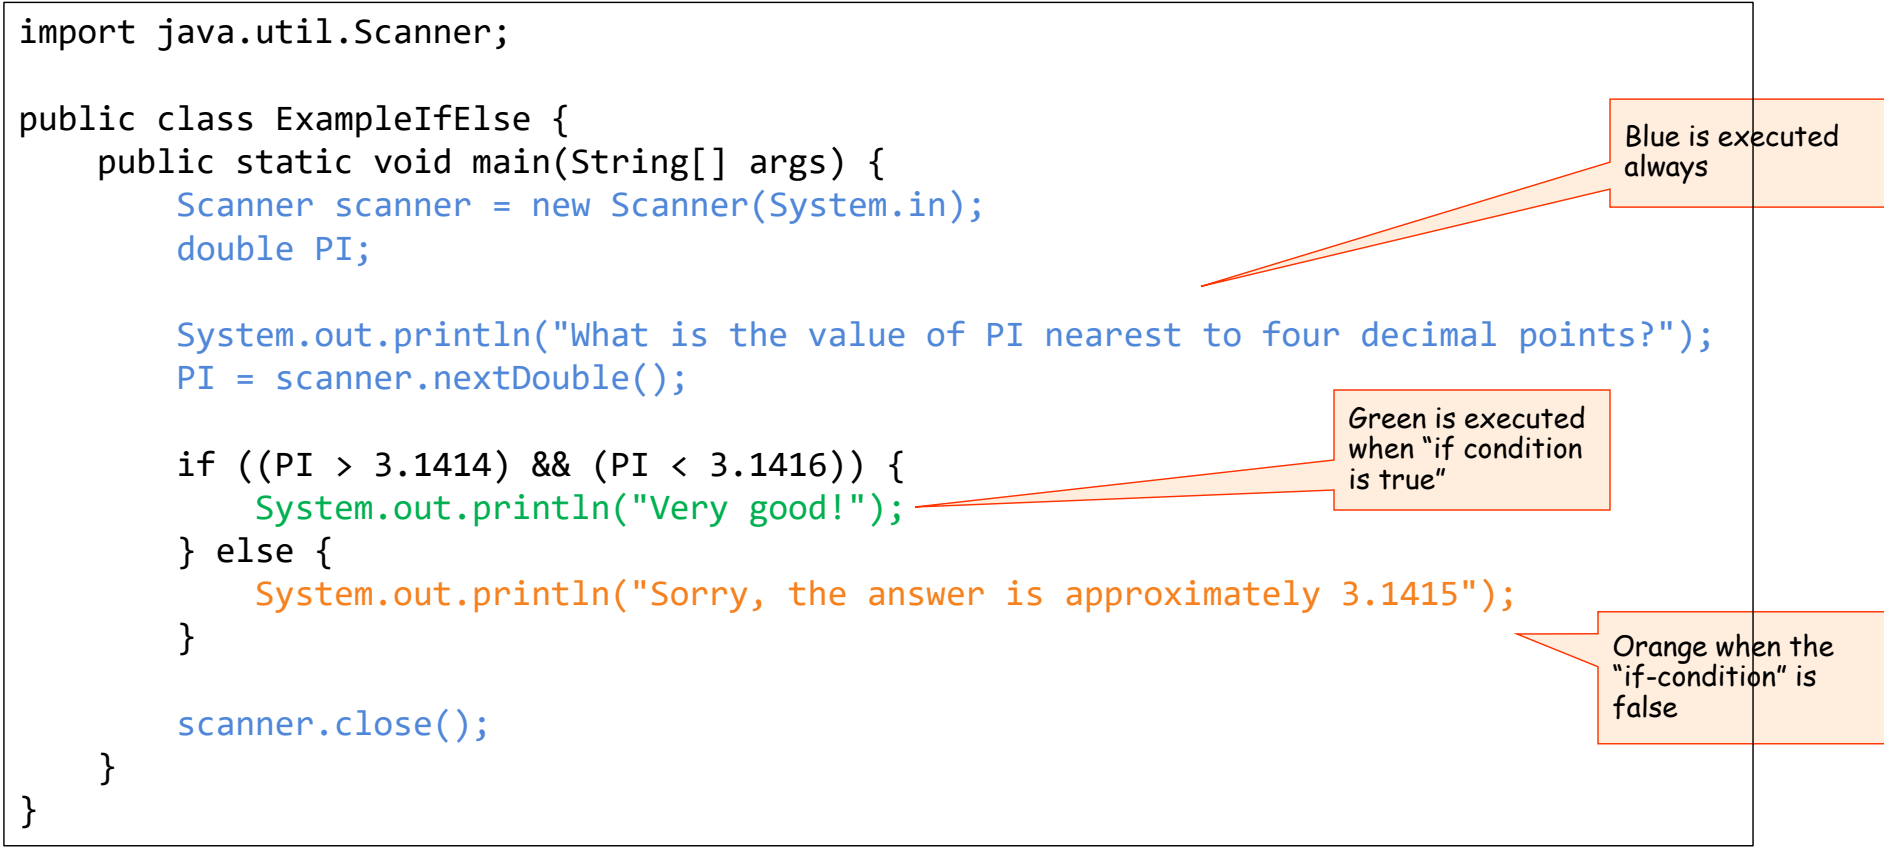 import java.util.Scanner;
public class ExampleIfElse {
public static void main(String[] args) {
Scanner scanner = new Scanner(System.in);
double PI;
System.out.println("What is the value of PI nearest to four decimal points?");
PI = scanner.nextDouble();
if ((PI > 3.1414) && (PI < 3.1416)) {
System.out.println("Very good!");
} else {
System.out.println("Sorry, the answer is approximately 3.1415");
}
scanner.close();
}
}
Blue is executed
always
Green is executed
when “if condition
is true”
Orange when the
“if-condition” is
false